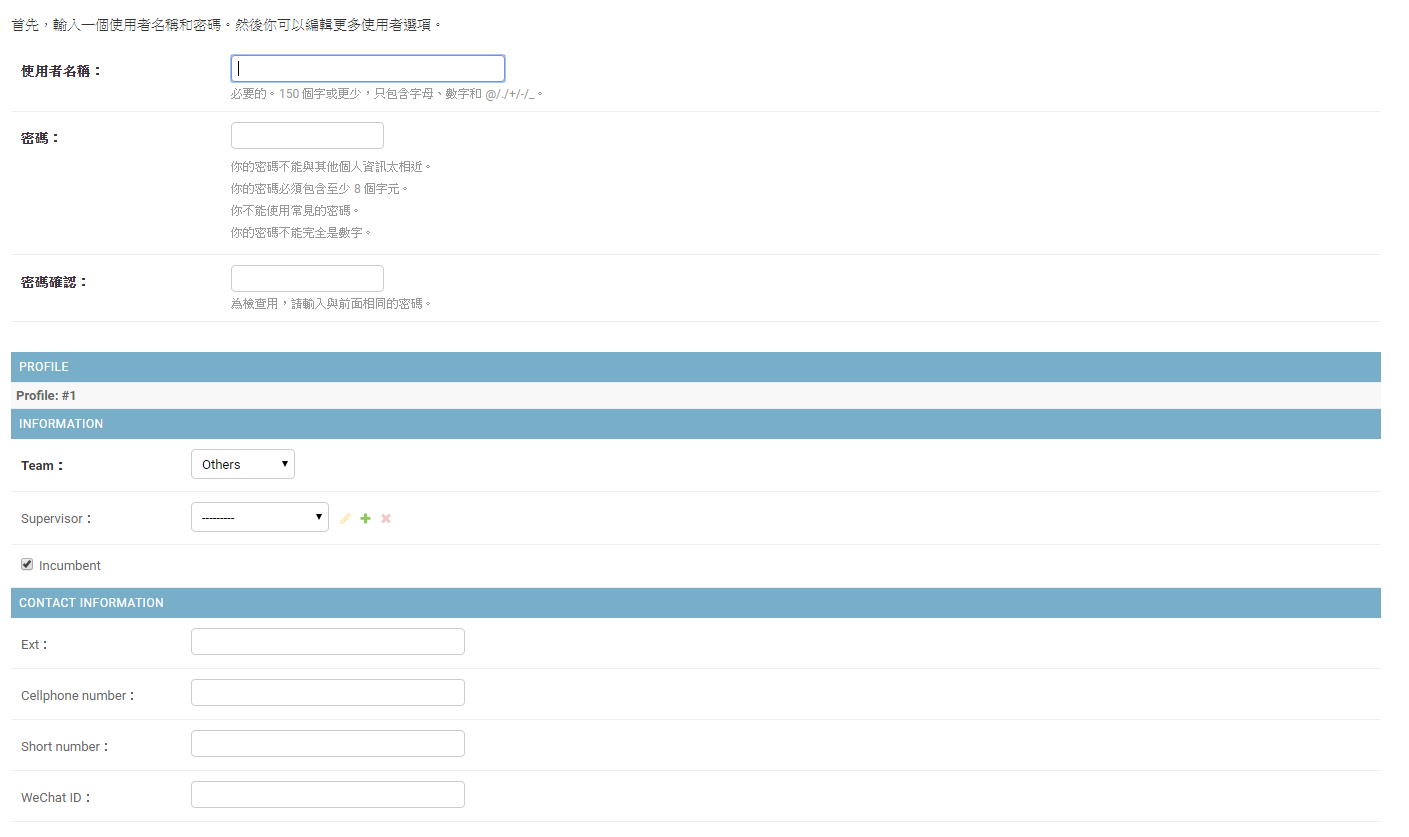 首先，輸入一個使用者名稱和密碼。然後你可以編輯更多使用者選項。
使用者名稱：
必要的。150 個字或更少，只包含字母、數字和 @/./+/-/_。
密碼：
你的密碼不能與其他個人資訊太相近。
你的密碼必須包含至少 8 個字元。
你不能使用常見的密碼。
你的密碼不能完全是數字。
密碼確認：
為檢查用，請輸入與前面相同的密碼。
PROFILE
Profile: #1
INFORMATION
Team：
Others
Supervisor：
---------
Incumbent
CONTACT INFORMATION
Ext：
Cellphone number：
Short number：
WeChat ID：